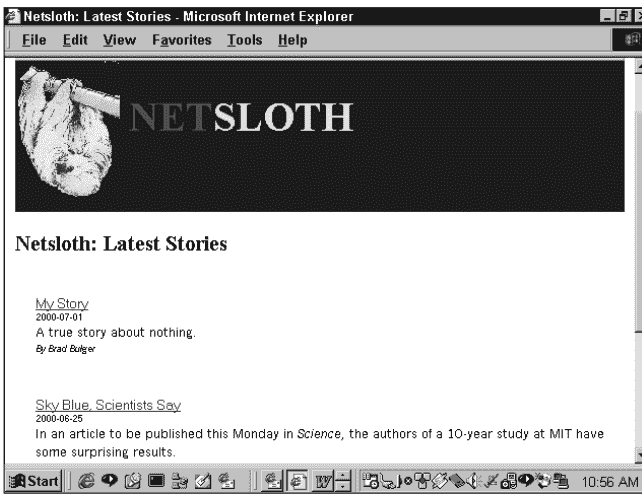 Netsloth: Latest Stories - Microsoft Internet Explorer
File Edit View Favorites Tools Help
NETSLOTH
Netsloth: Latest Stories
My Story
2000-07-01
A true story about nothing.
By Brad Bulger
Sky Blue, Scientists Say
2000-06-25
In an article to be published this Monday in Science, the authors of a 10-year study at MIT have
some surprising results.
Start 10:56 AM